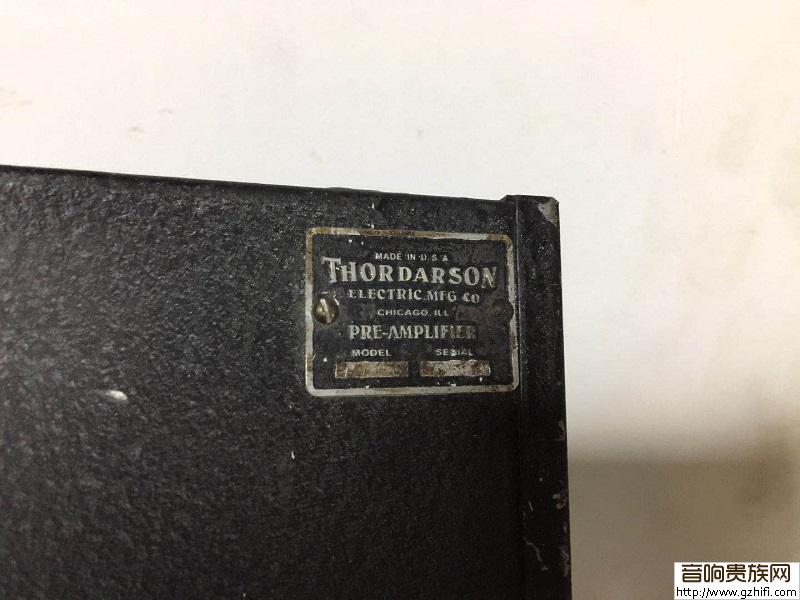 MADE IN U.S.A
THORDARSON
ELECTRIC MFG CO
CHICAGO, ILL
PRE-AMPLIFIER
MODEL SERIAL
音响贵族网
http://www.gzhifi.com